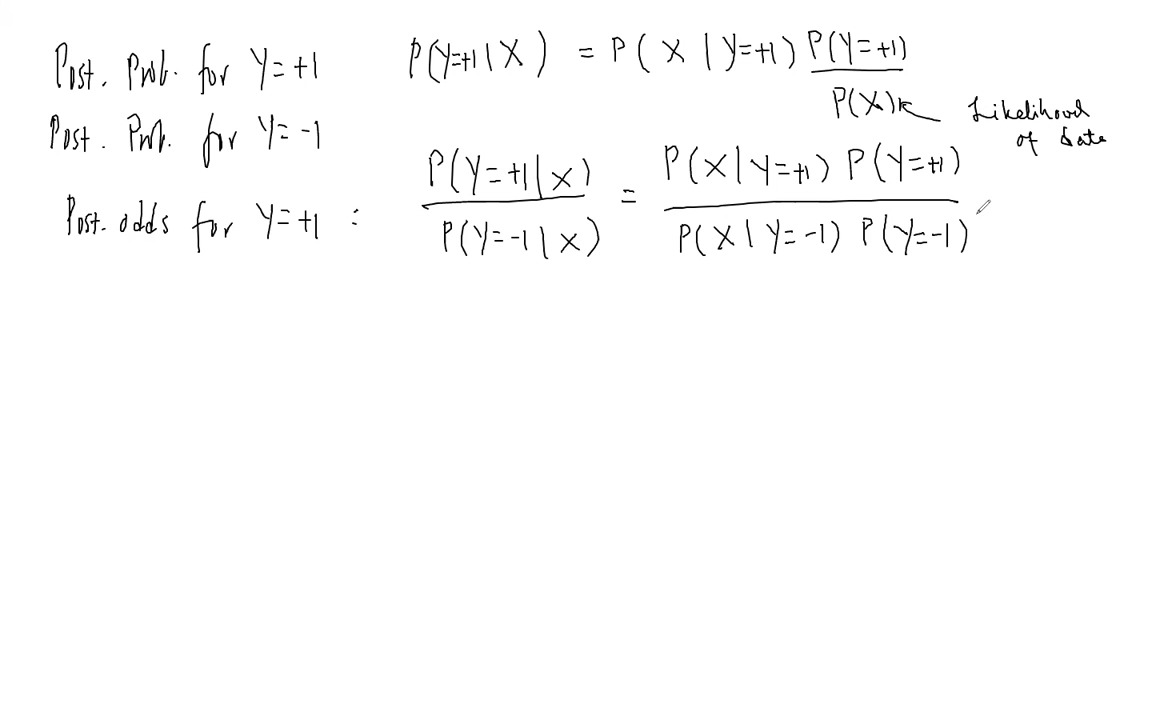 Post. Prob. for Y=+1 P(Y=+1|X) = P(X|Y=+1) P(Y=+1)
P(X) Likelihood
of data
Post. Prob. for Y=-1
P(Y=+1|X) = P(X|Y=+1) P(Y=+1)
Post. odds for Y=+1 :
P(Y=-1|X) P(X|Y=-1) P(Y=-1)